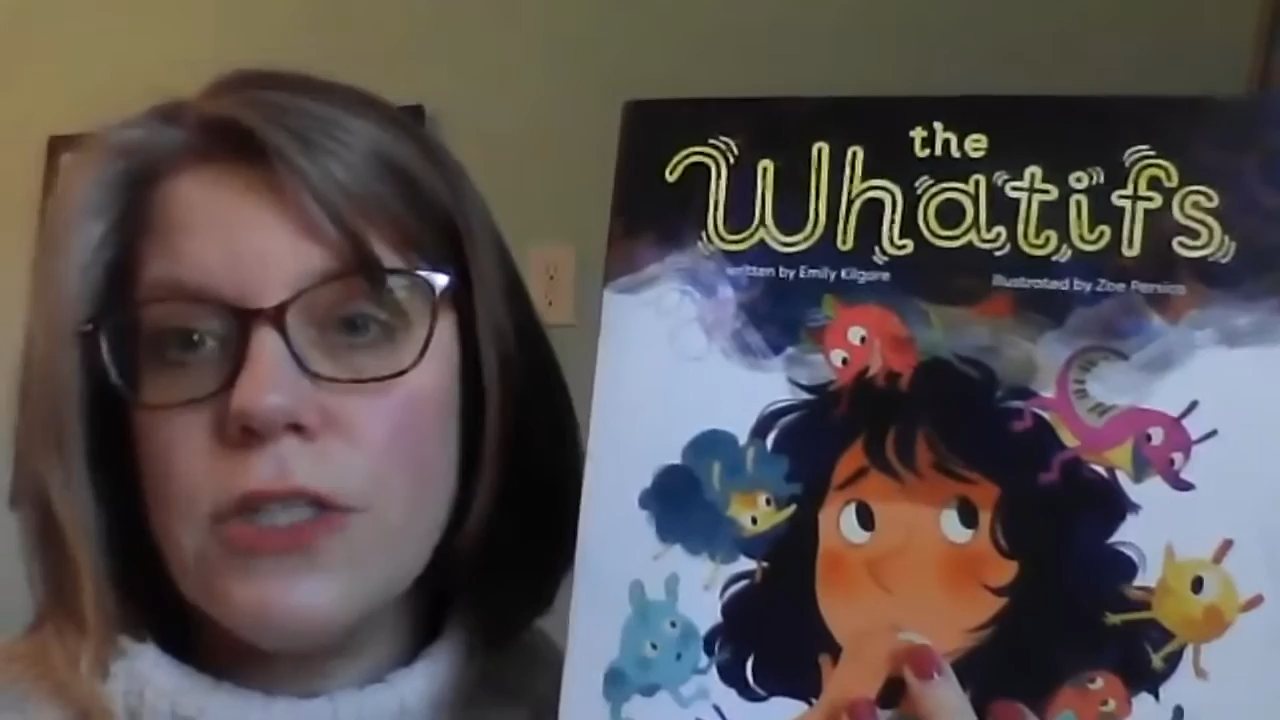 the
Whatifs
written by Emily Kilgore
illustrated by Zoe Persico